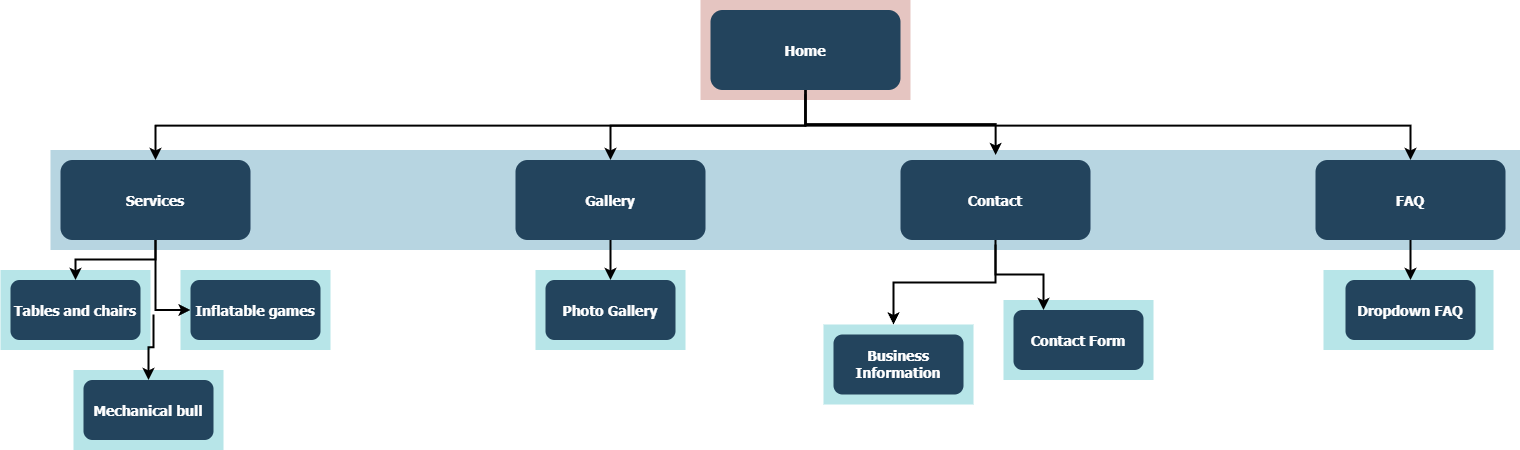 Home
Services
Gallery
Contact
FAQ
Tables and chairs
Inflatable games
Photo Gallery
Dropdown FAQ
Contact Form
Business
Information
Mechanical bull